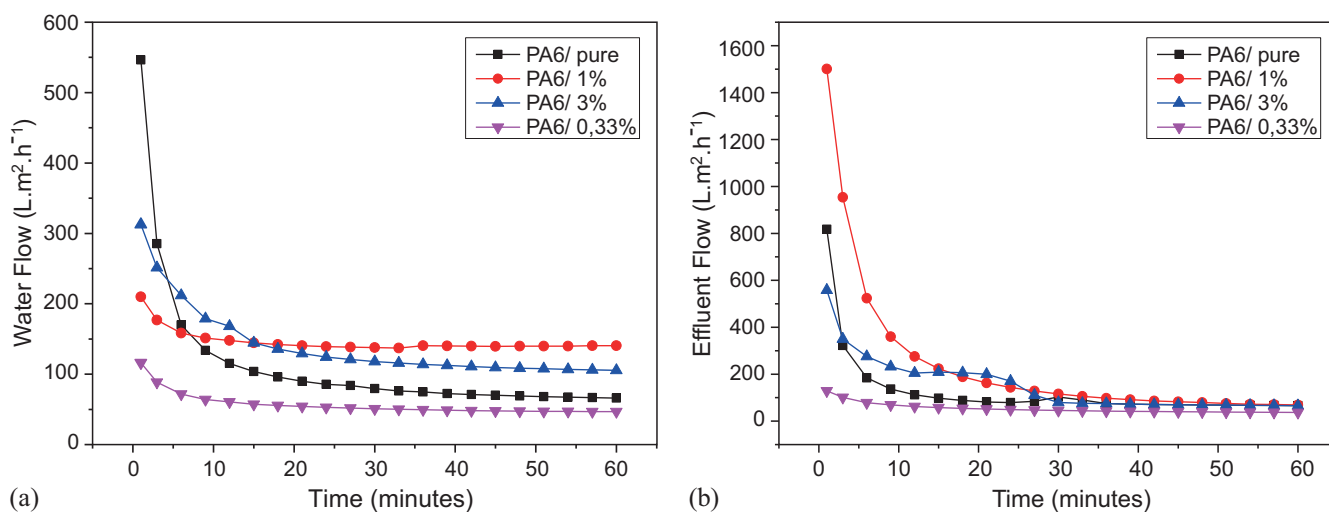 600
500
400
300
200
100
0
Water Flow (L.m².h⁻¹)
PA6/ pure
PA6/ 1%
PA6/ 3%
PA6/ 0,33%
0 10 20 30 40 50 60
Time (minutes)
(a)
1600
1400
1200
1000
800
600
400
200
0
Effluent Flow (L.m².h⁻¹)
PA6/ pure
PA6/ 1%
PA6/ 3%
PA6/ 0,33%
0 10 20 30 40 50 60
Time (minutes)
(b)